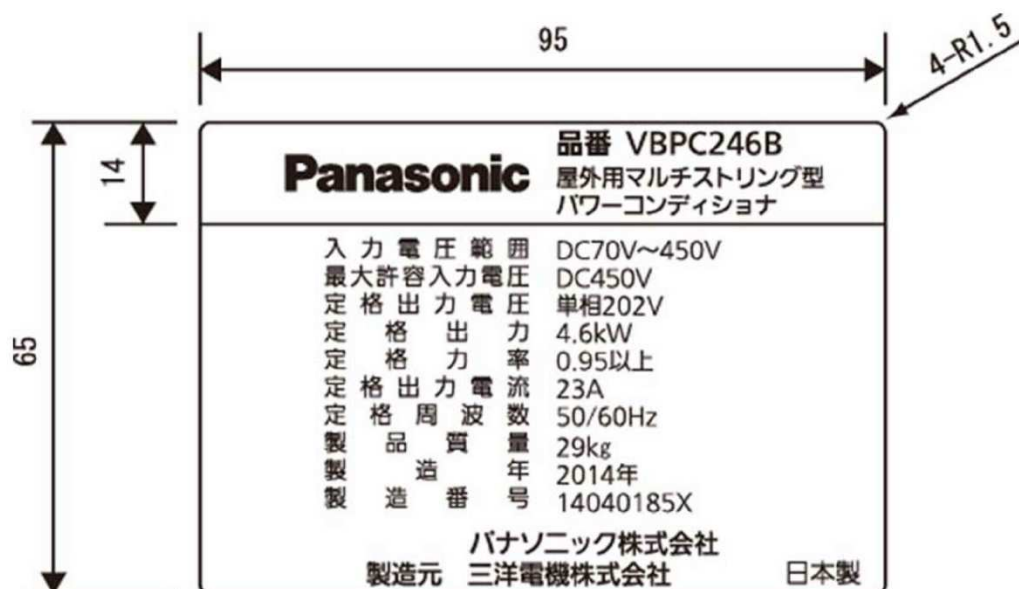 95
4-R1.5
14
65
Panasonic
品番 VBPC246B
屋外用マルチストリング型
パワーコンディショナ
入力電圧範囲 DC70V～450V
最大許容入力電圧 DC450V
定格出力電圧 単相202V
定格出力 4.6kW
定格力率 0.95以上
定格出力電流 23A
定格周波数 50/60Hz
製品質量 29kg
製造年 2014年
製造番号 14040185X
パナソニック株式会社
製造元 三洋電機株式会社 日本製